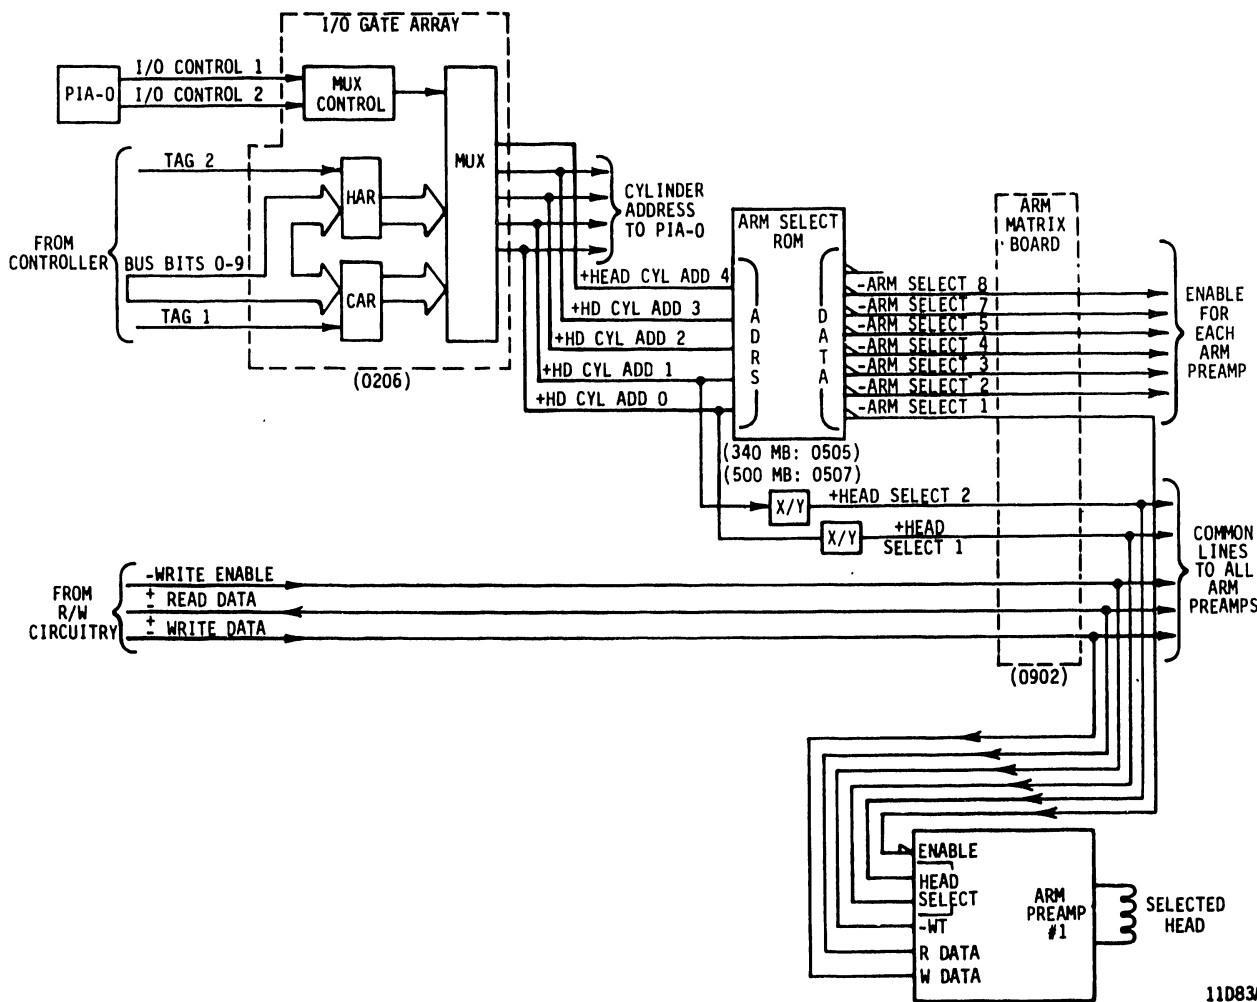 I/O GATE ARRAY
PIA-0
I/O CONTROL 1
I/O CONTROL 2
MUX
CONTROL
MUX
TAG 2
HAR
FROM
CONTROLLER
BUS BITS 0-9
CAR
TAG 1
(0206)
CYLINDER
ADDRESS
TO PIA-0
+HEAD CYL ADD 4
+HD CYL ADD 3
+HD CYL ADD 2
+HD CYL ADD 1
+HD CYL ADD 0
ARM SELECT
ROM
ADRS
DATA
(340 MB: 0505)
(500 MB: 0507)
ARM
MATRIX
BOARD
-ARM SELECT 8
-ARM SELECT 7
-ARM SELECT 5
-ARM SELECT 4
-ARM SELECT 3
-ARM SELECT 2
-ARM SELECT 1
ENABLE
FOR
EACH
ARM
PREAMP
X/Y
+HEAD SELECT 2
X/Y
+HEAD
SELECT 1
COMMON
LINES
TO ALL
ARM
PREAMPS
FROM
R/W
CIRCUITRY
-WRITE ENABLE
± READ DATA
± WRITE DATA
(0902)
ENABLE
HEAD
SELECT
-WT
R DATA
W DATA
ARM
PREAMP
#1
SELECTED
HEAD